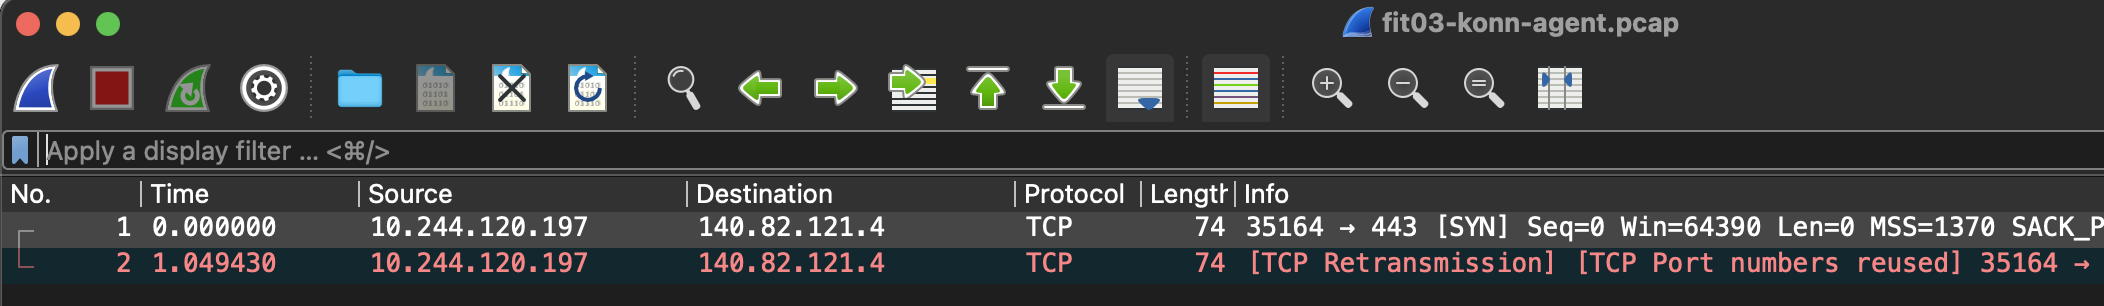 fit03-konn-agent.pcap
Apply a display filter … <⌘/>
No. Time Source Destination Protocol Length Info
1 0.000000 10.244.120.197 140.82.121.4 TCP 74 35164 → 443 [SYN] Seq=0 Win=64390 Len=0 MSS=1370 SACK_P
2 1.049430 10.244.120.197 140.82.121.4 TCP 74 [TCP Retransmission] [TCP Port numbers reused] 35164 →